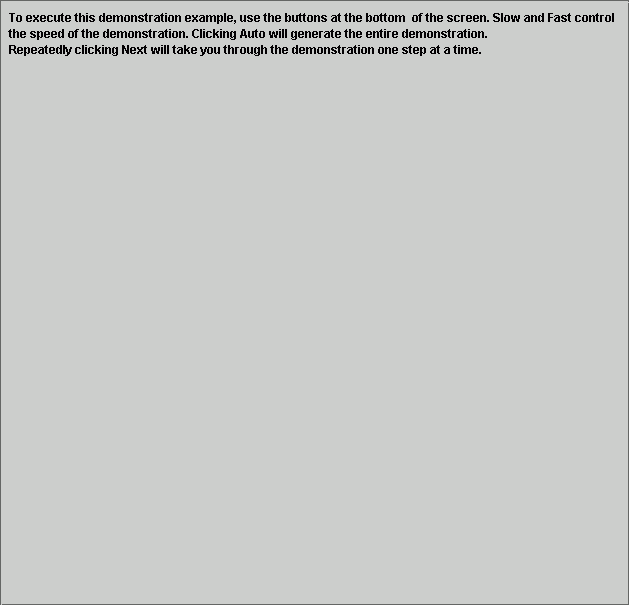 To execute this demonstration example, use the buttons at the bottom  of the screen. Slow and Fast control
the speed of the demonstration. Clicking Auto will generate the entire demonstration.
Repeatedly clicking Next will take you through the demonstration one step at a time.